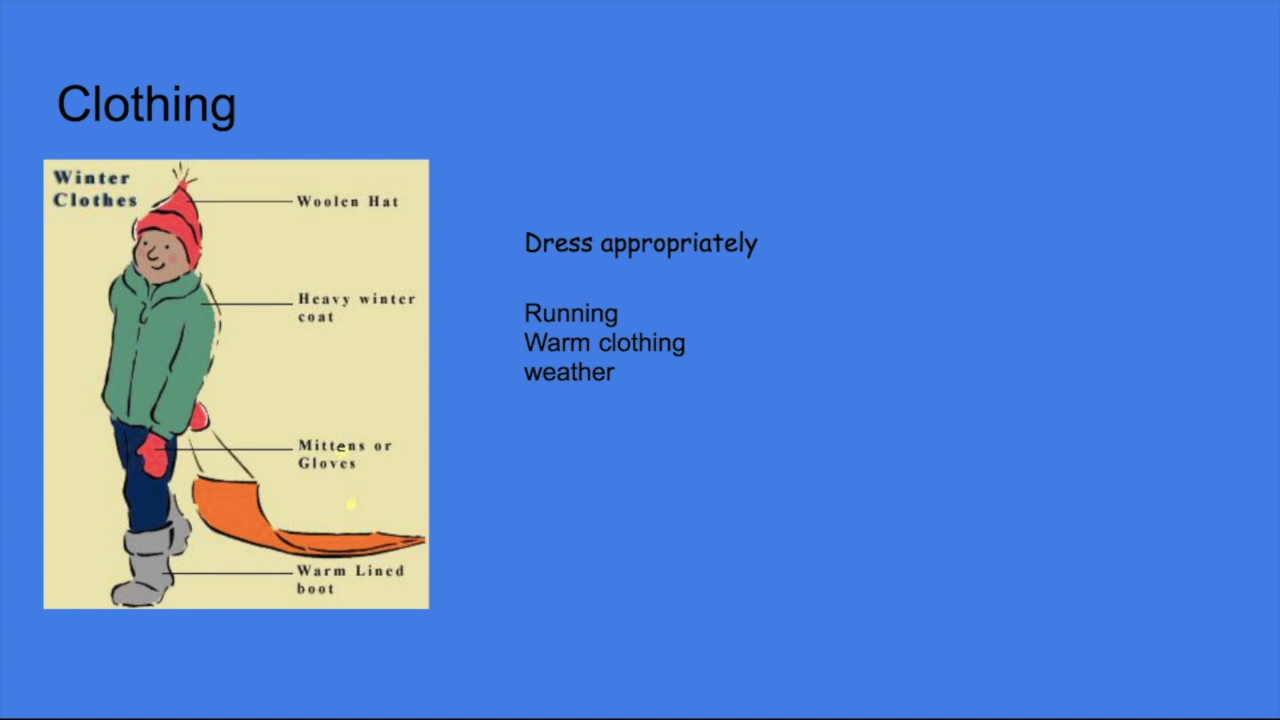 Clothing
Winter
Clothes
Woolen Hat
Heavy winter
coat
Mittens or
Gloves
Warm Lined
boot
Dress appropriately
Running
Warm clothing
weather